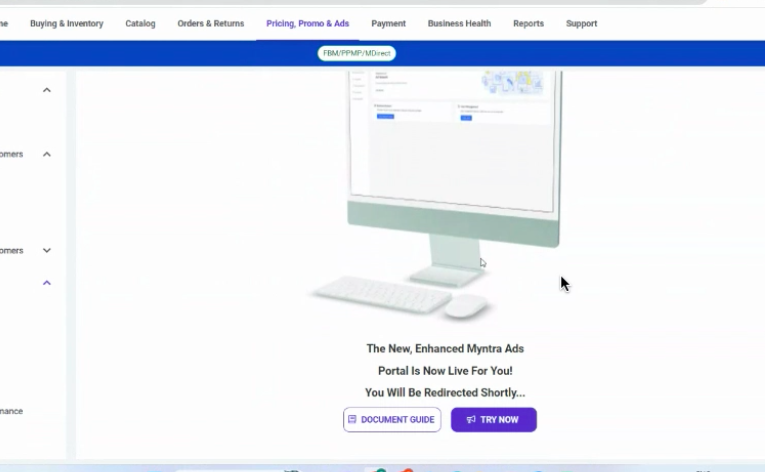 ne Buying & Inventory Catalog Orders & Returns Pricing, Promo & Ads Payment Business Health Reports Support
FBM/PPMP/MDirect
omers
omers
nance
The New, Enhanced Myntra Ads
Portal Is Now Live For You!
You Will Be Redirected Shortly...
DOCUMENT GUIDE TRY NOW